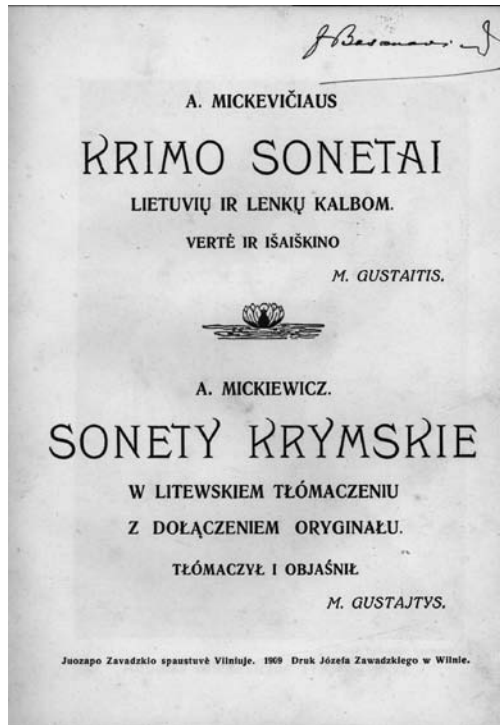 J Basanavi
A. MICKEVIČIAUS
KRIMO SONETAI
LIETUVIŲ IR LENKŲ KALBOM.
VERTĖ IR IŠAIŠKINO
M. GUSTAITIS.
A. MICKIEWICZ.
SONETY KRYMSKIE
W LITEWSKIEM TŁÓMACZENIU
Z DOŁĄCZENIEM ORYGINAŁU.
TŁÓMACZYŁ I OBJAŚNIŁ
M. GUSTAJTYS.
Juozapo Zavadzkio spaustuvė Vilniuje. 1909 Druk Józefa Zawadzkiego w Wilnie.